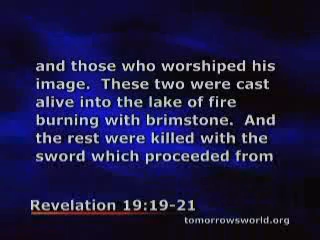 and those who worshiped his
image.  These two were cast
alive into the lake of fire
burning with brimstone.  And
the rest were killed with the
sword which proceeded from
Revelation 19:19-21
tomorrowsworld.org